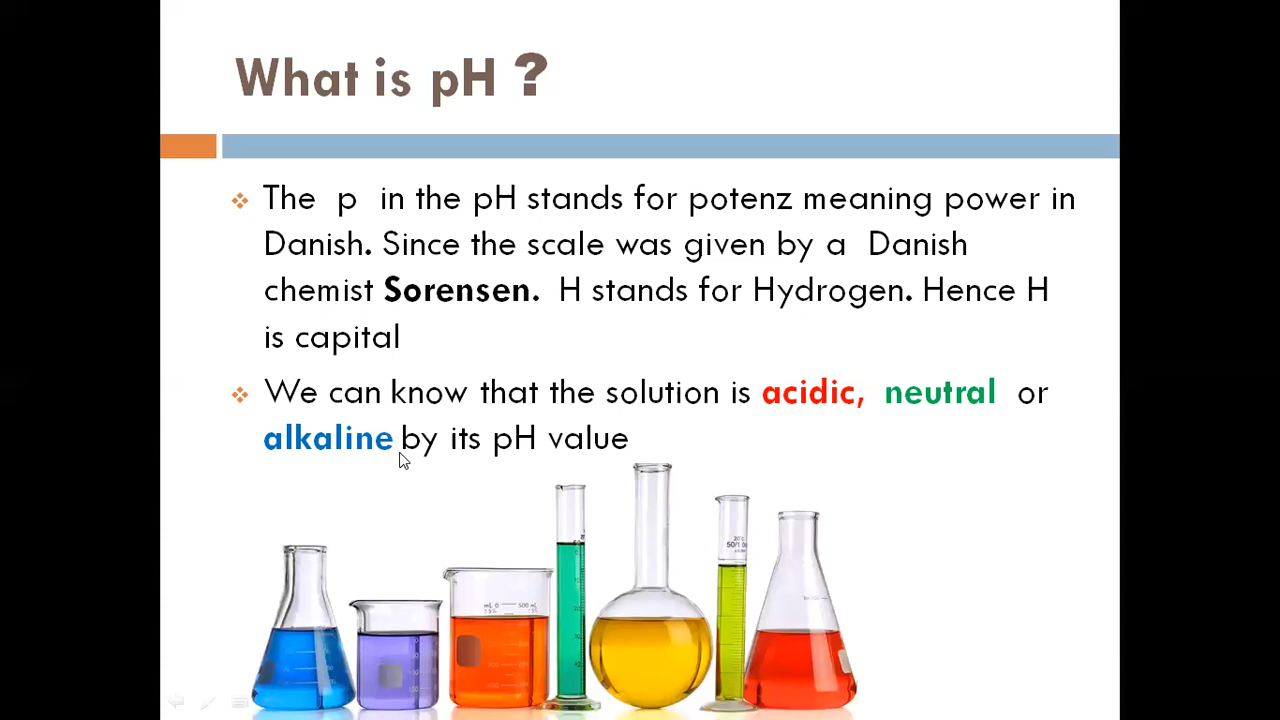 What is pH ?
The p in the pH stands for potenz meaning power in
Danish. Since the scale was given by a Danish
chemist Sorensen. H stands for Hydrogen. Hence H
is capital
We can know that the solution is acidic, neutral or
alkaline by its pH value